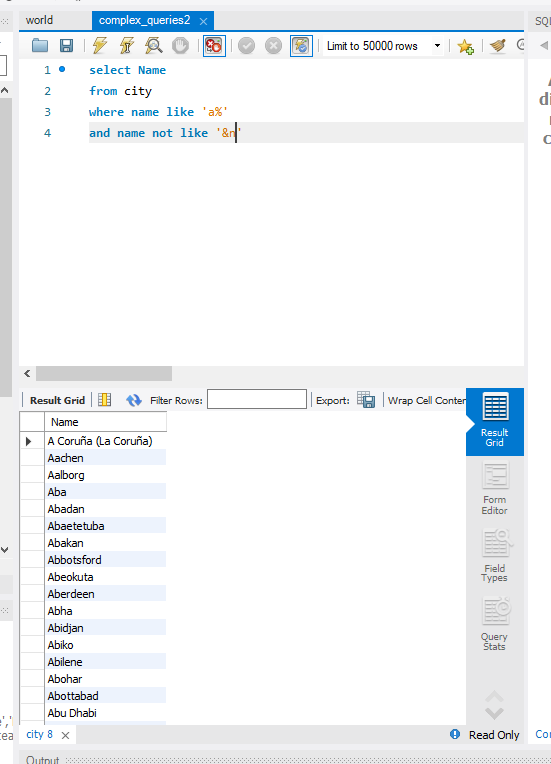 world complex_queries2 SQL
Limit to 50000 rows
1 select Name
2 from city
3 where name like 'a%'
4 and name not like '&n'
Result Grid Filter Rows: Export: Wrap Cell Conten
Name
A Coruña (La Coruña)
Aachen
Aalborg
Aba
Abadan
Abaetetuba
Abakan
Abbotsford
Abeokuta
Aberdeen
Abha
Abidjan
Abiko
Abilene
Abohar
Abottabad
Abu Dhabi
Result
Grid
Form
Editor
Field
Types
Query
Stats
city 8 Read Only
Output